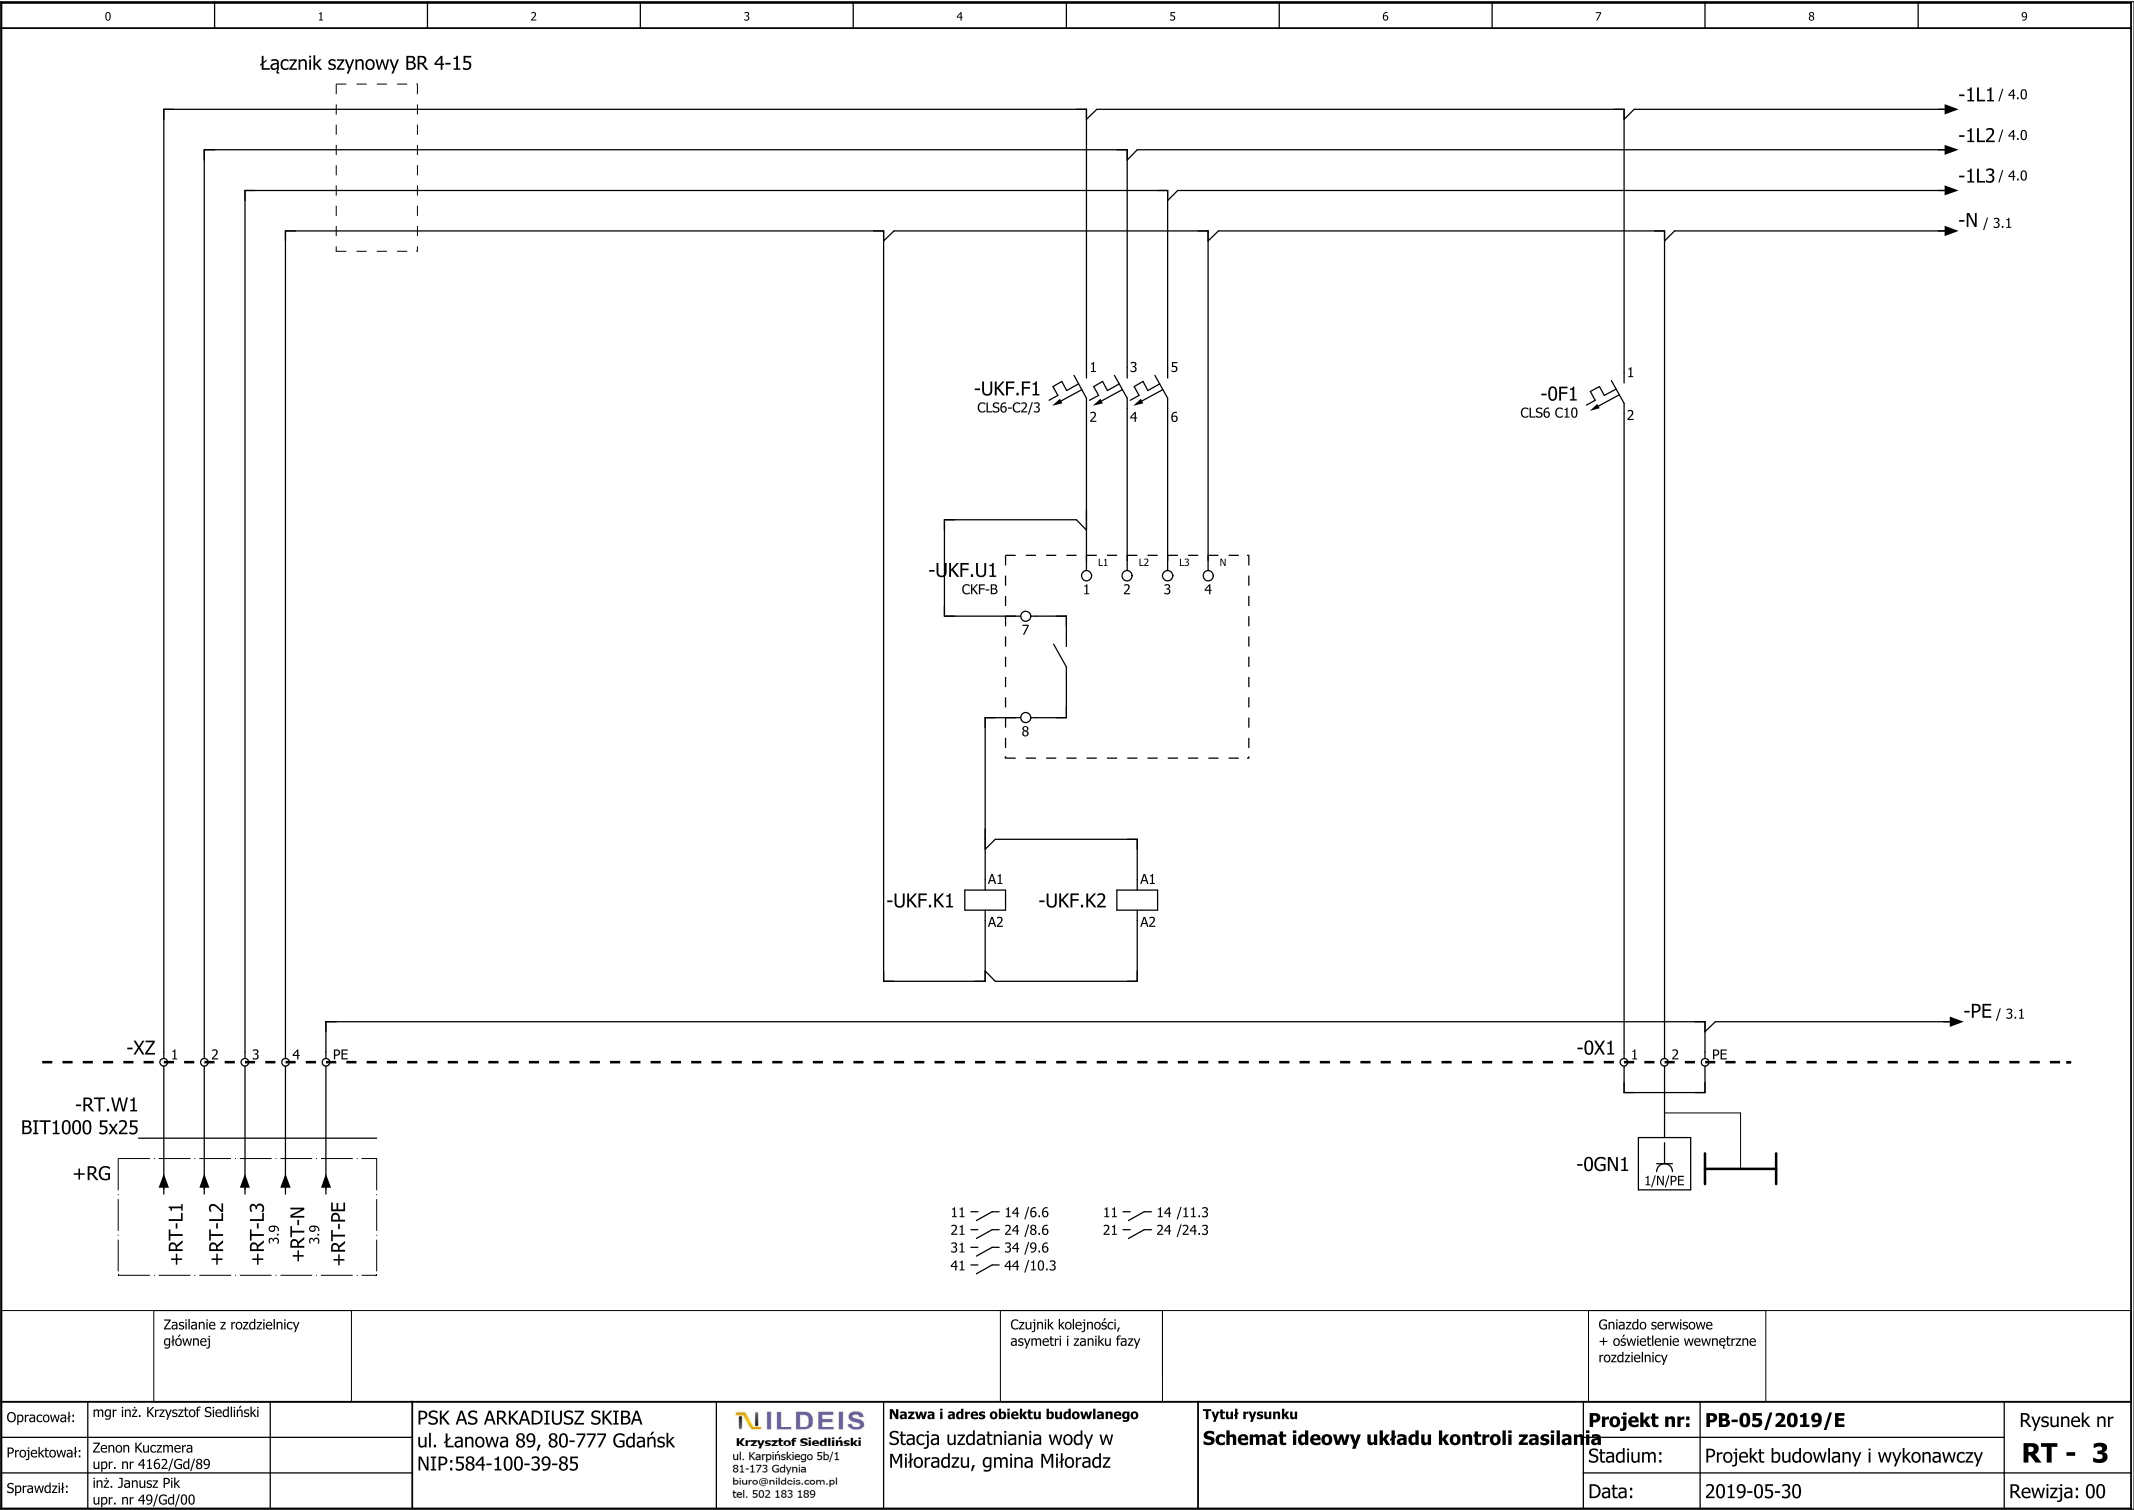 0 1 2 3 4 5 6 7 8 9
Łącznik szynowy BR 4-15
-1L1 / 4.0
-1L2 / 4.0
-1L3 / 4.0
-N / 3.1
1 3 5
-UKF.F1
CLS6-C2/3
2 4 6
1
-0F1
CLS6 C10
2
L1 L2 L3 N
-UKF.U1
CKF-B
1 2 3 4
7
8
A1 A1
-UKF.K1 -UKF.K2
A2 A2
-PE / 3.1
-XZ 1 2 3 4 PE
-0X1 1 2 PE
-RT.W1
BIT1000 5x25
+RG
+RT-L1
+RT-L2
+RT-L3
3.9
+RT-N
3.9
+RT-PE
-0GN1
1/N/PE
11 14 /6.6
21 24 /8.6
31 34 /9.6
41 44 /10.3
11 14 /11.3
21 24 /24.3
Zasilanie z rozdzielnicy
głównej
Czujnik kolejności,
asymetri i zaniku fazy
Gniazdo serwisowe
+ oświetlenie wewnętrzne
rozdzielnicy
Opracował: mgr inż. Krzysztof Siedliński
Projektował: Zenon Kuczmera
upr. nr 4162/Gd/89
Sprawdził: inż. Janusz Pik
upr. nr 49/Gd/00
PSK AS ARKADIUSZ SKIBA
ul. Łanowa 89, 80-777 Gdańsk
NIP:584-100-39-85
NILDEIS
Krzysztof Siedliński
ul. Karpińskiego 5b/1
81-173 Gdynia
biuro@nildcis.com.pl
tel. 502 183 189
Nazwa i adres obiektu budowlanego
Stacja uzdatniania wody w
Miłoradzu, gmina Miłoradz
Tytuł rysunku
Schemat ideowy układu kontroli zasilania
Projekt nr: PB-05/2019/E
Stadium: Projekt budowlany i wykonawczy
Data: 2019-05-30
Rysunek nr
RT - 3
Rewizja: 00